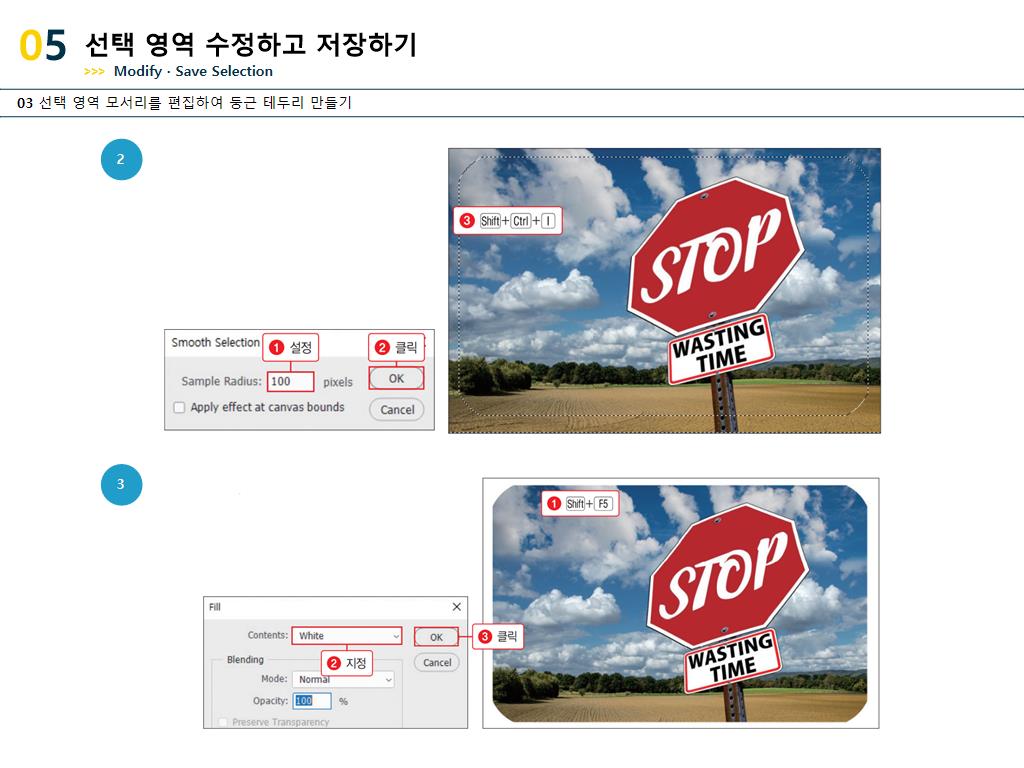 05 선택 영역 수정하고 저장하기
>>> Modify · Save Selection
03 선택 영역 모서리를 편집하여 둥근 테두리 만들기
2
3 Shift+Ctrl+I
STOP
WASTING
TIME
Smooth Selection
1 설정
2 클릭
Sample Radius: 100 pixels
OK
Apply effect at canvas bounds
Cancel
3
1 Shift+F5
STOP
WASTING
TIME
Fill
Contents: White
OK
3 클릭
2 지정
Blending
Cancel
Mode: Normal
Opacity: 100 %
Preserve Transparency